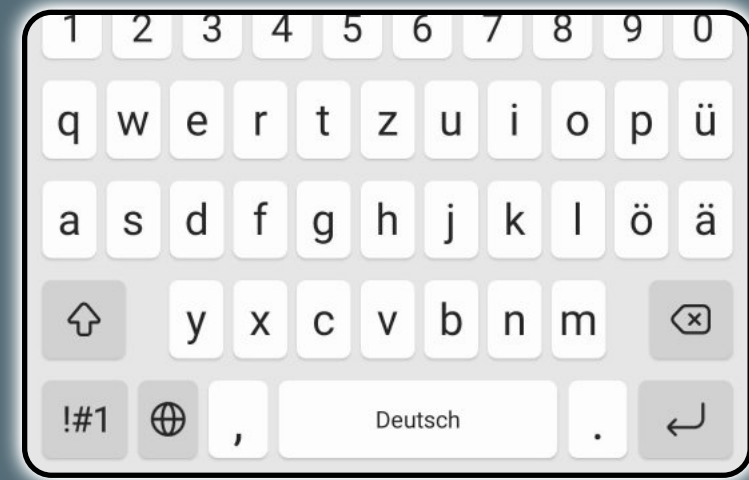 1 2 3 4 5 6 7 8 9 0
q w e r t z u i o p ü
a s d f g h j k l ö ä
y x c v b n m
!#1 , Deutsch .